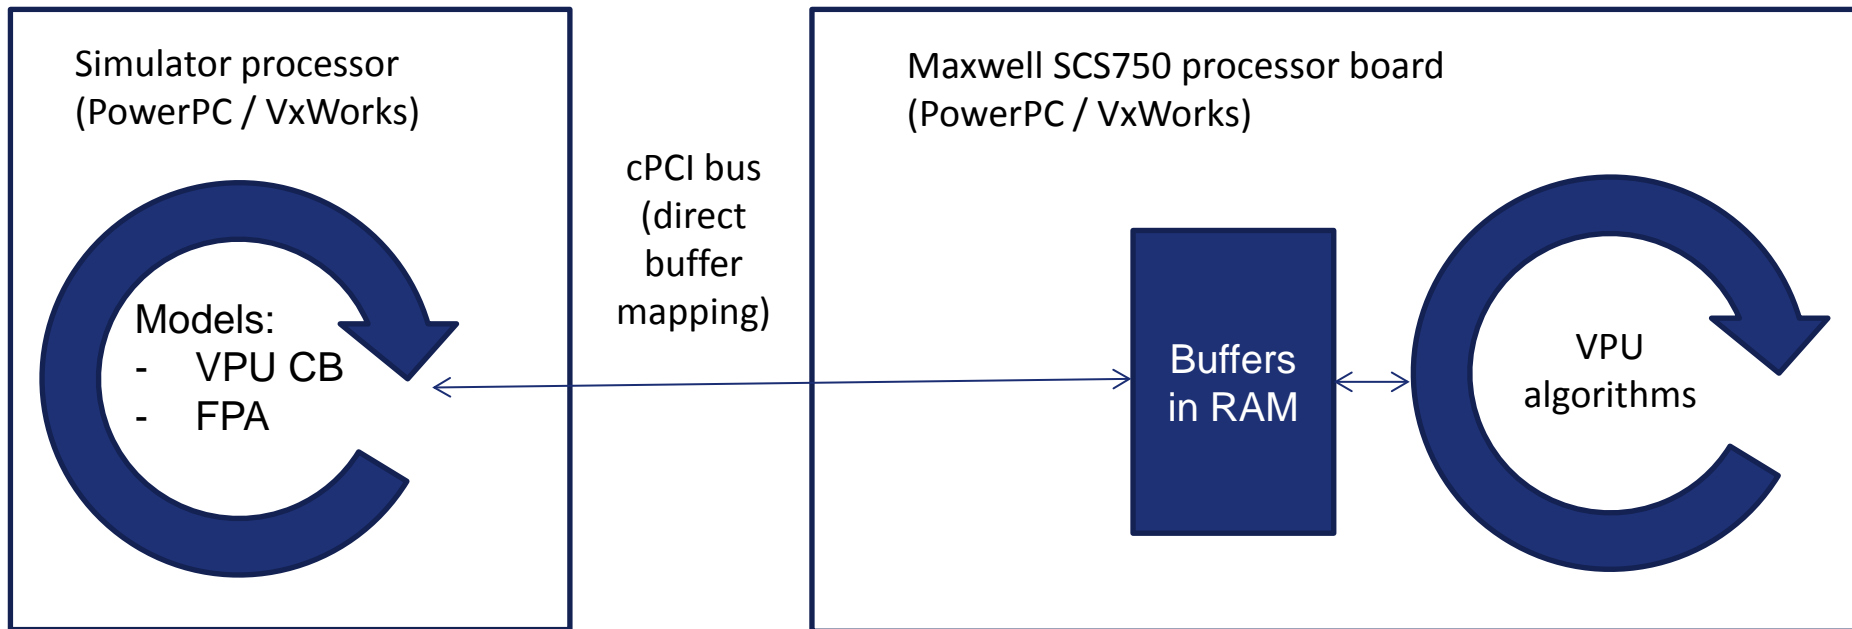 Simulator processor
(PowerPC / VxWorks)
Models:
- VPU CB
- FPA
cPCI bus
(direct
buffer
mapping)
Maxwell SCS750 processor board
(PowerPC / VxWorks)
Buffers
in RAM
VPU
algorithms